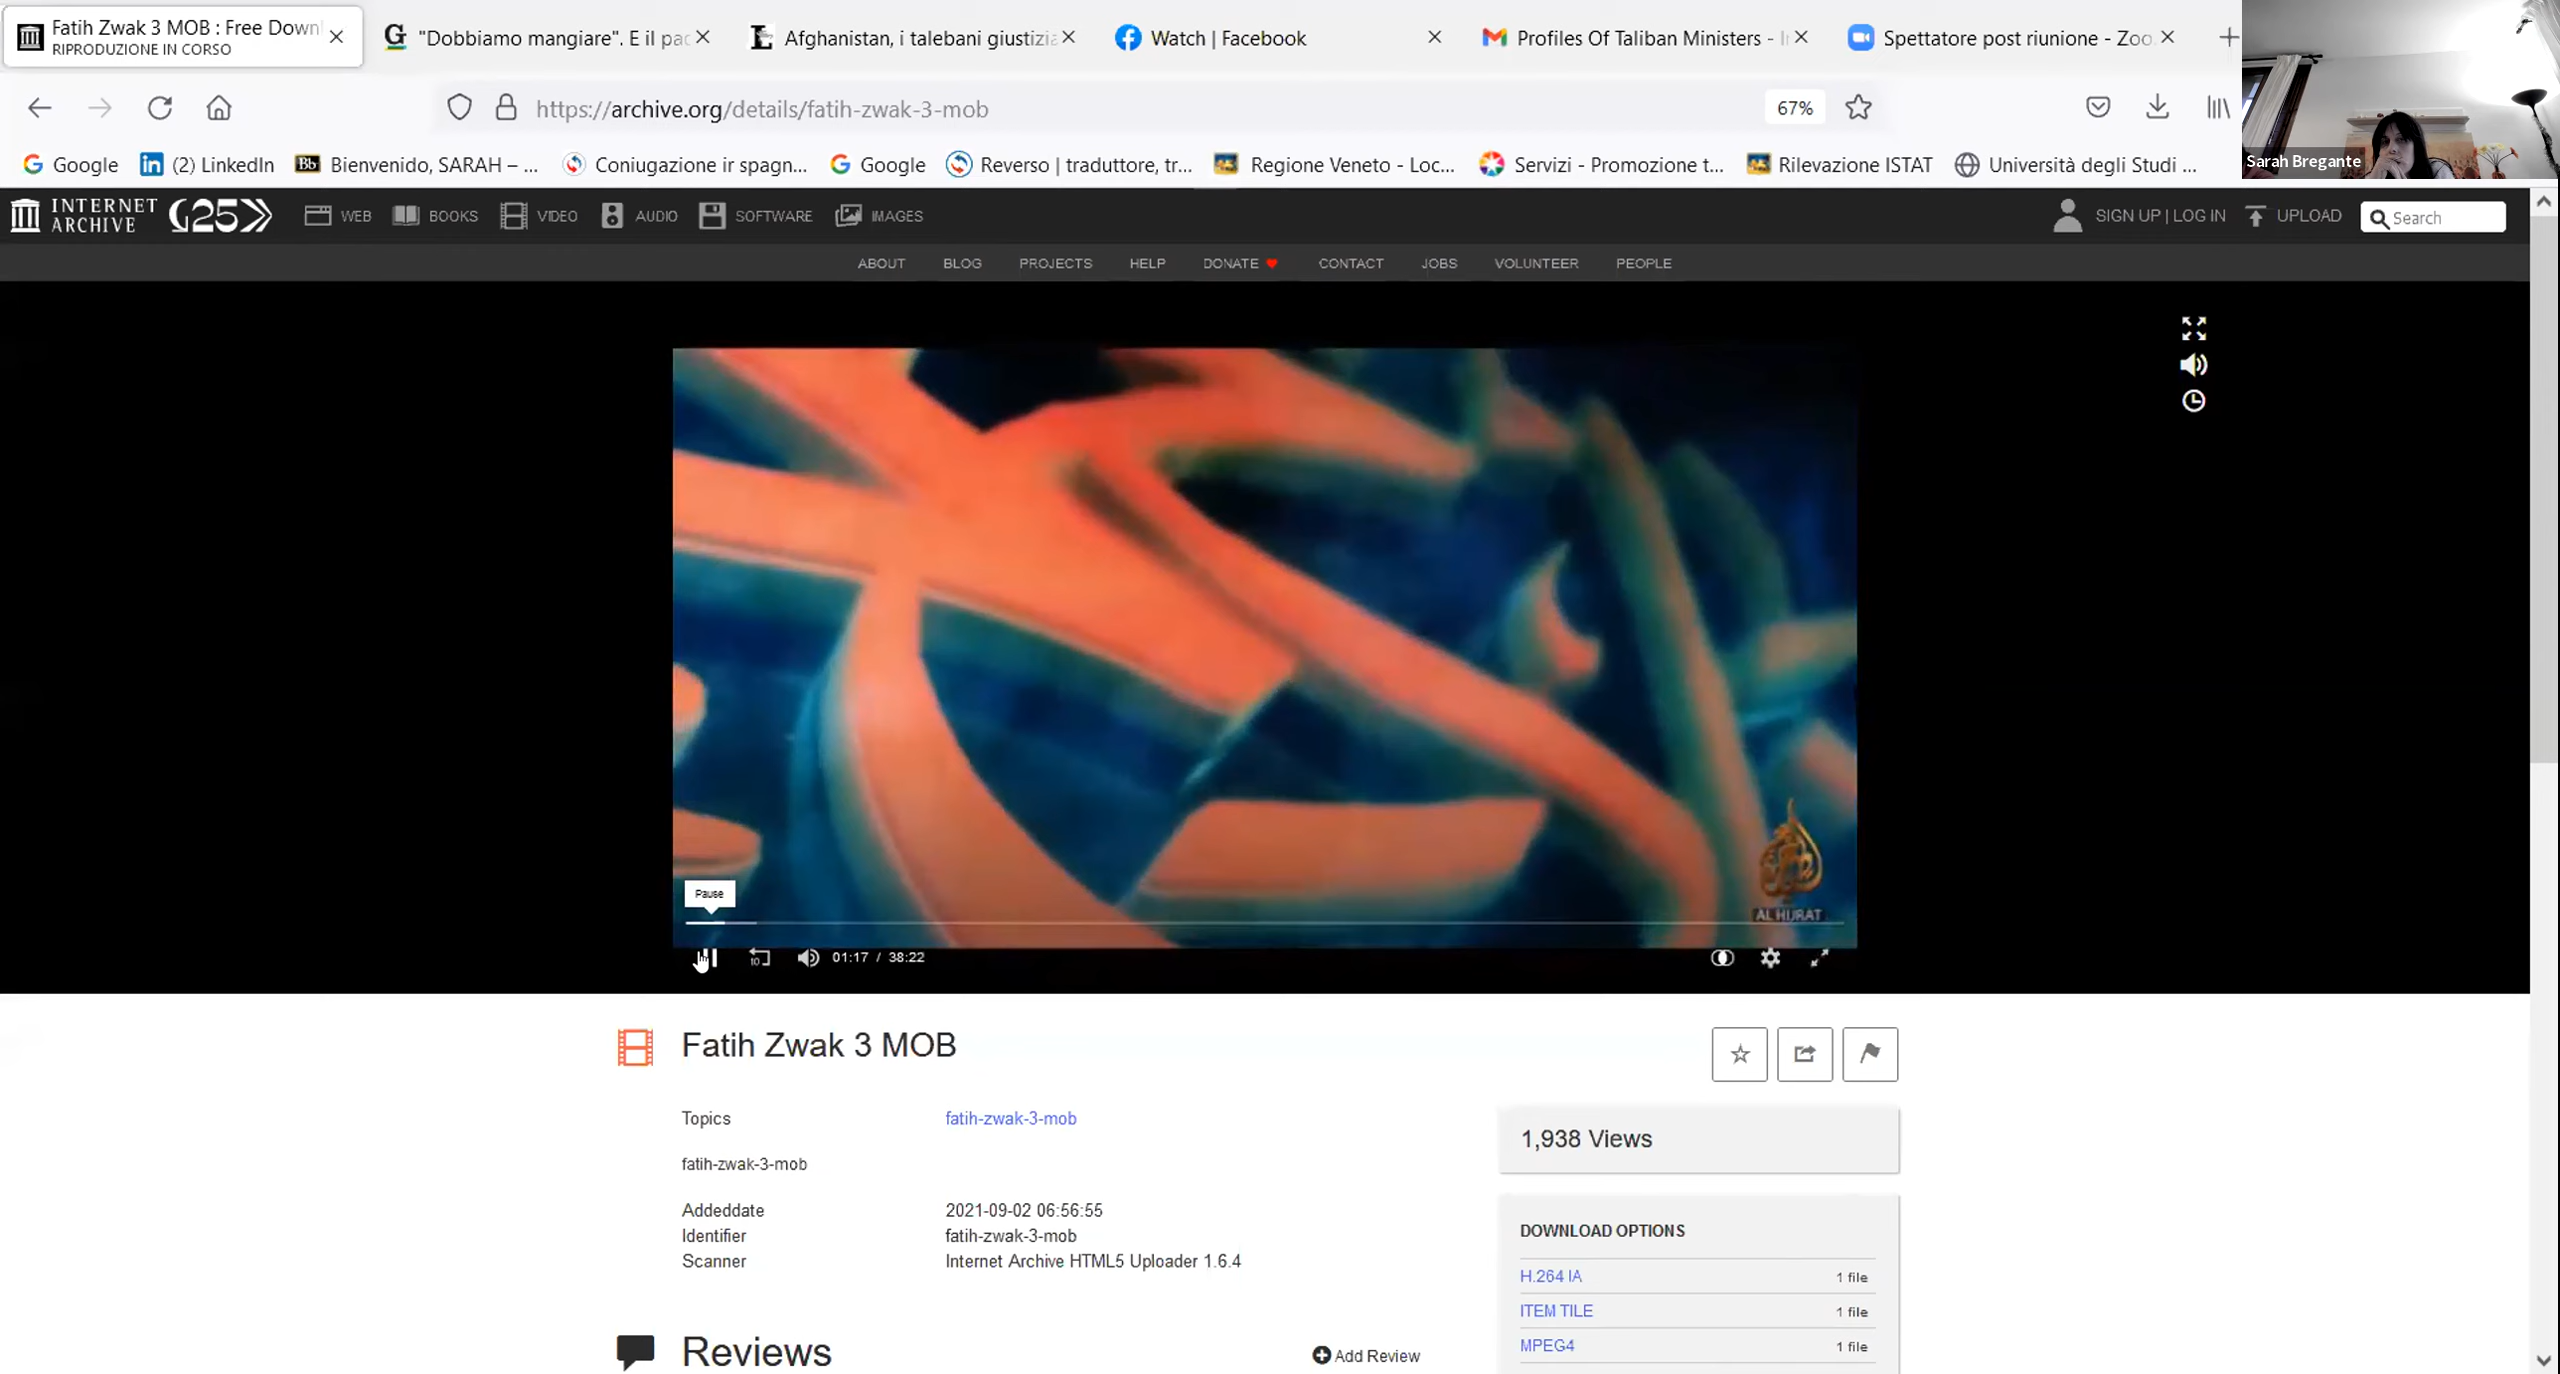 Fatih Zwak 3 MOB : Free Downl
RIPRODUZIONE IN CORSO
"Dobbiamo mangiare". E il pac
Afghanistan, i talebani giustizia
Watch | Facebook
Profiles Of Taliban Ministers - I
Spettatore post riunione - Zoo
https://archive.org/details/fatih-zwak-3-mob
67%
Google
(2) LinkedIn
Bb
Bienvenido, SARAH – ...
Coniugazione ir spagn...
Google
Reverso | traduttore, tr...
Regione Veneto - Loc...
Servizi - Promozione t...
Rilevazione ISTAT
Università degli Studi ...
Sarah Bregante
INTERNET ARCHIVE
25
WEB
BOOKS
VIDEO
AUDIO
SOFTWARE
IMAGES
SIGN UP | LOG IN
UPLOAD
Search
ABOUT
BLOG
PROJECTS
HELP
DONATE
CONTACT
JOBS
VOLUNTEER
PEOPLE
AL HIJRAT
Pause
10
01:17 / 38:22
Fatih Zwak 3 MOB
Topics
fatih-zwak-3-mob
fatih-zwak-3-mob
Addeddate
2021-09-02 06:56:55
Identifier
fatih-zwak-3-mob
Scanner
Internet Archive HTML5 Uploader 1.6.4
1,938 Views
DOWNLOAD OPTIONS
H.264 IA
1 file
ITEM TILE
1 file
MPEG4
1 file
Reviews
Add Review